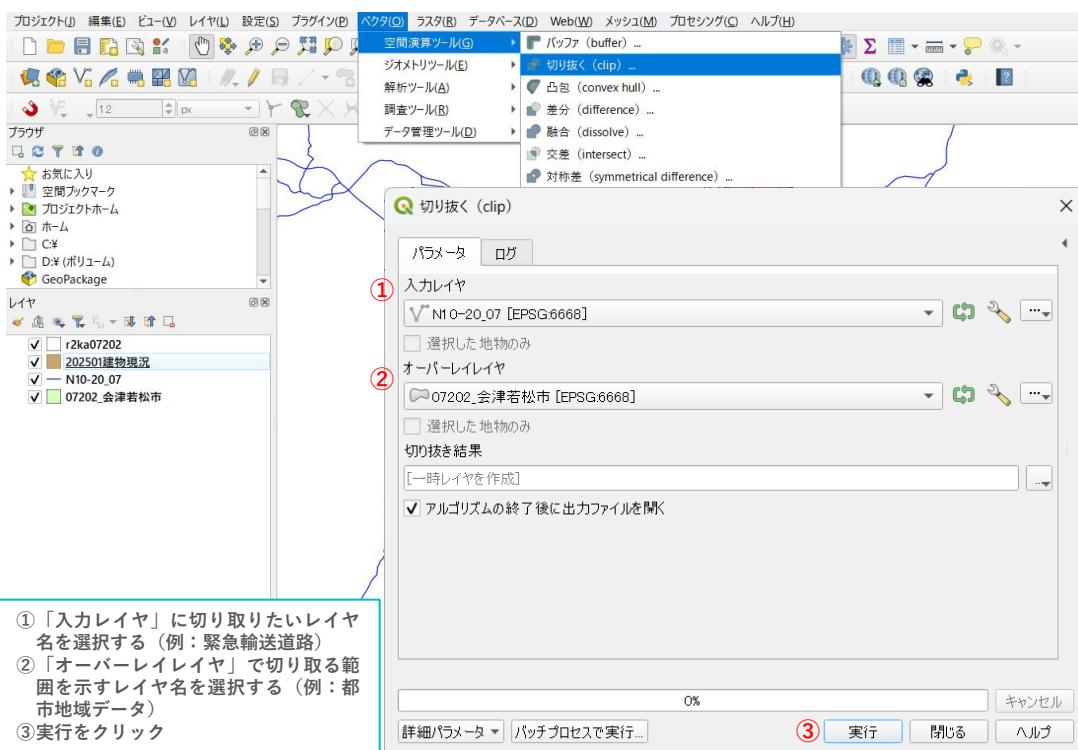 プロジェクト(J) 編集(E) ビュー(V) レイヤ(L) 設定(S) プラグイン(P) ベクタ(O) ラスタ(R) データベース(D) Web(W) メッシュ(M) プロセシング(C) ヘルプ(H)
空間演算ツール(G)
ジオメトリツール(E)
解析ツール(A)
調査ツール(R)
データ管理ツール(D)
バッファ (buffer) ...
切り抜く (clip) ...
凸包 (convex hull) ...
差分 (difference) ...
融合 (dissolve) ...
交差 (intersect) ...
対称差 (symmetrical difference) ...
12
px
ブラウザ
お気に入り
空間ブックマーク
プロジェクトホーム
ホーム
C:¥
D:¥ (ボリューム)
GeoPackage
レイヤ
r2ka07202
202501建物現況
N10-20_07
07202_会津若松市
切り抜く (clip)
パラメータ
ログ
①
入力レイヤ
N10-20_07 [EPSG:6668]
選択した地物のみ
②
オーバーレイレイヤ
07202_会津若松市 [EPSG:6668]
選択した地物のみ
切り抜き結果
[一時レイヤを作成]
アルゴリズムの終了後に出力ファイルを開く
0%
キャンセル
詳細パラメータ
バッチプロセスで実行...
③
実行
閉じる
ヘルプ
①「入力レイヤ」に切り取りたいレイヤ
名を選択する（例：緊急輸送道路）
②「オーバーレイレイヤ」で切り取る範
囲を示すレイヤ名を選択する（例：都
市地域データ）
③実行をクリック